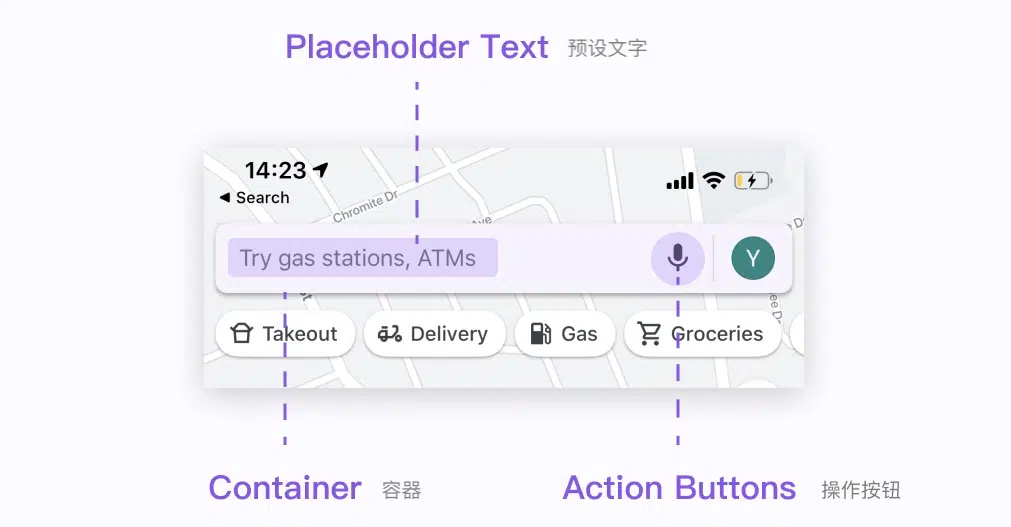 Placeholder Text 预设文字
14:23
Search
Chromite Dr
Ave
Try gas stations, ATMs
Y
Takeout
Delivery
Gas
Groceries
Container 容器
Action Buttons 操作按钮